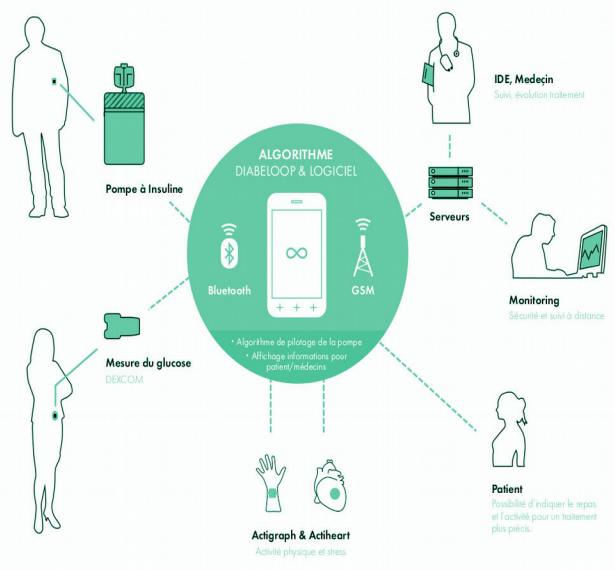 IDE, Medeçin
Suivi, évolution traitement
ALGORITHME
DIABELOOP & LOGICIEL
Pompe à Insuline
Serveurs
Bluetooth
GSM
Monitoring
Sécurité et suivi à distance
• Algorithme de pilotage de la pompe
• Affichage informations pour
patient/médecins
Mesure du glucose
DEXCOM
Patient
Possibilité d'indiquer le repas
et l'activité pour un traitement
plus précis.
Actigraph & Actiheart
Activité physique et stress